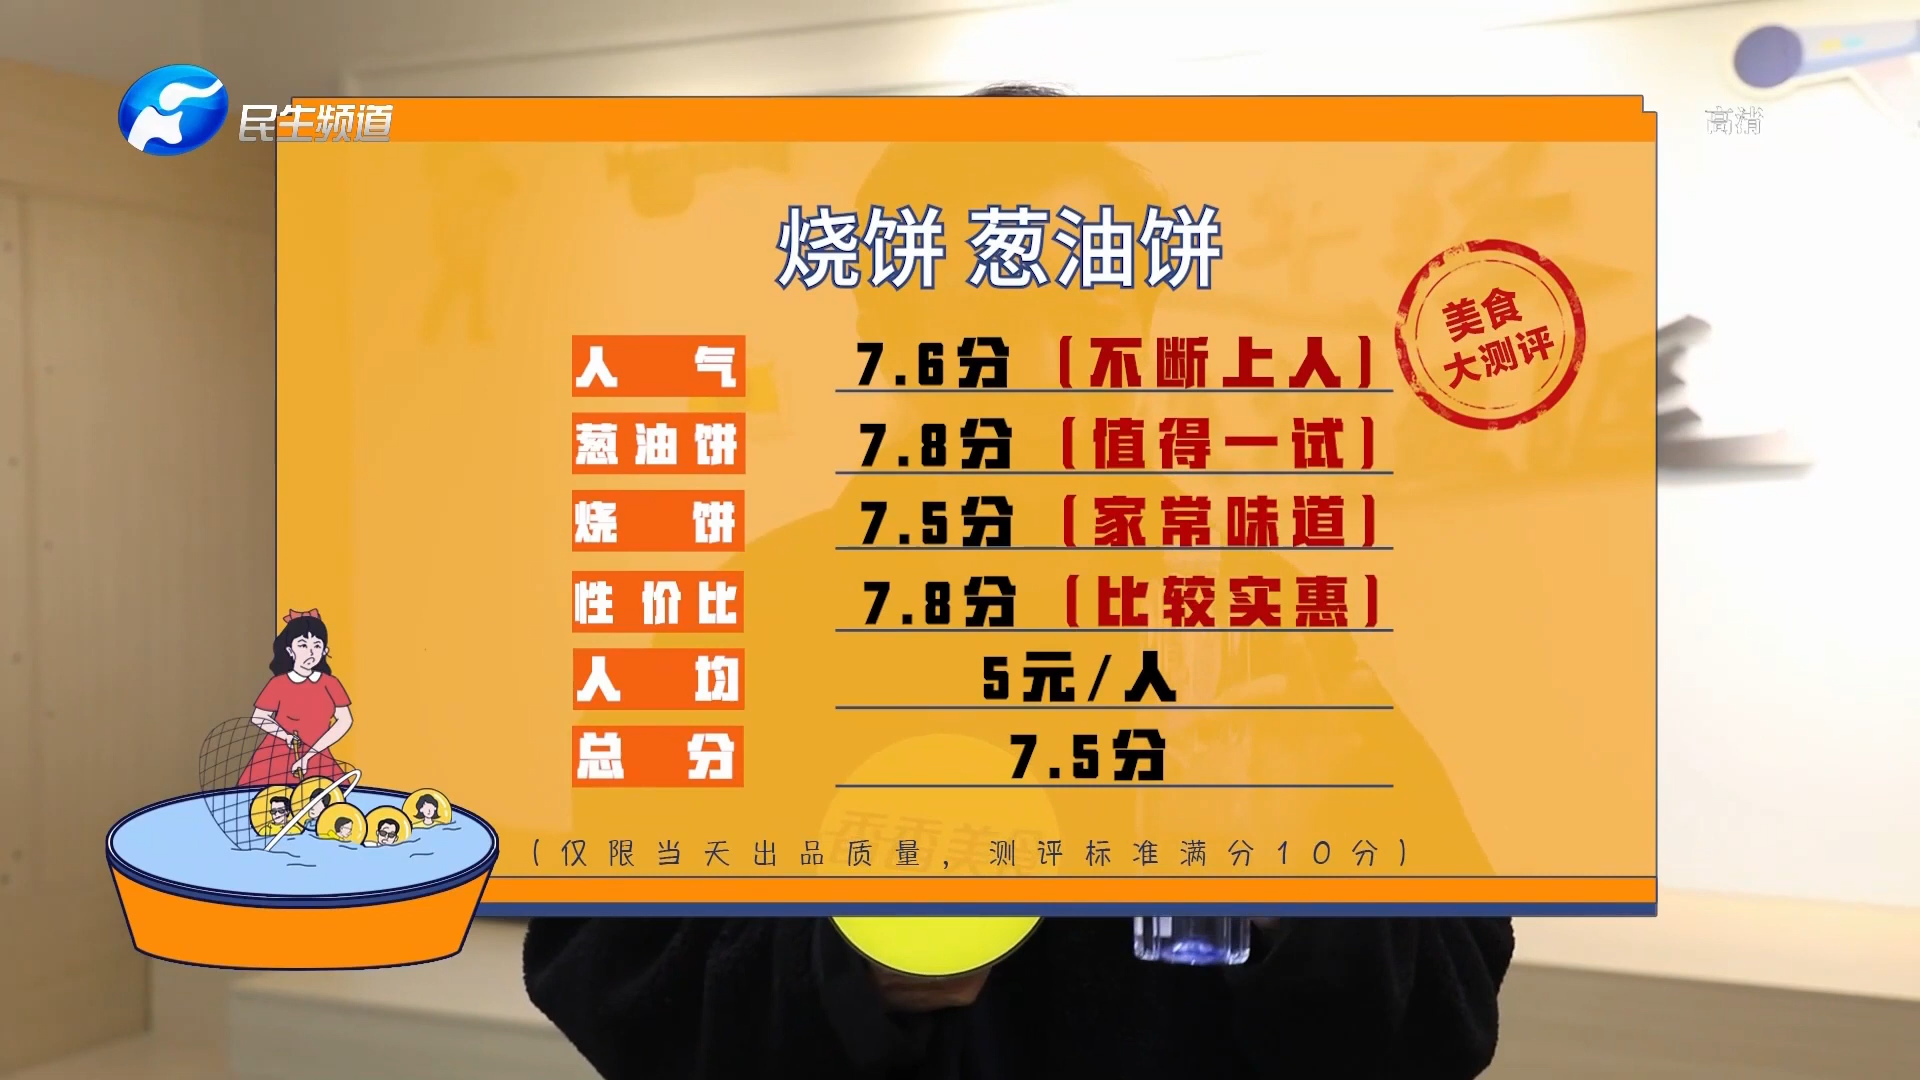 民生频道
高清
烧饼 葱油饼
美食
大测评
人气 7.6分（不断上人）
葱油饼 7.8分（值得一试）
烧饼 7.5分（家常味道）
性价比 7.8分（比较实惠）
人均 5元/人
总分 7.5分
香香美食
（仅限当天出品质量，测评标准满分10分）